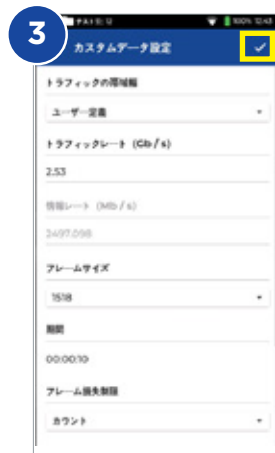 3
100% 12:43
カスタムデータ設定
トラフィックの帯域幅
ユーザー定義
トラフィックレート (Gb / s)
2.53
情報レート (Mb / s)
2497.098
フレームサイズ
1518
期間
00:00:10
フレーム損失制限
カウント